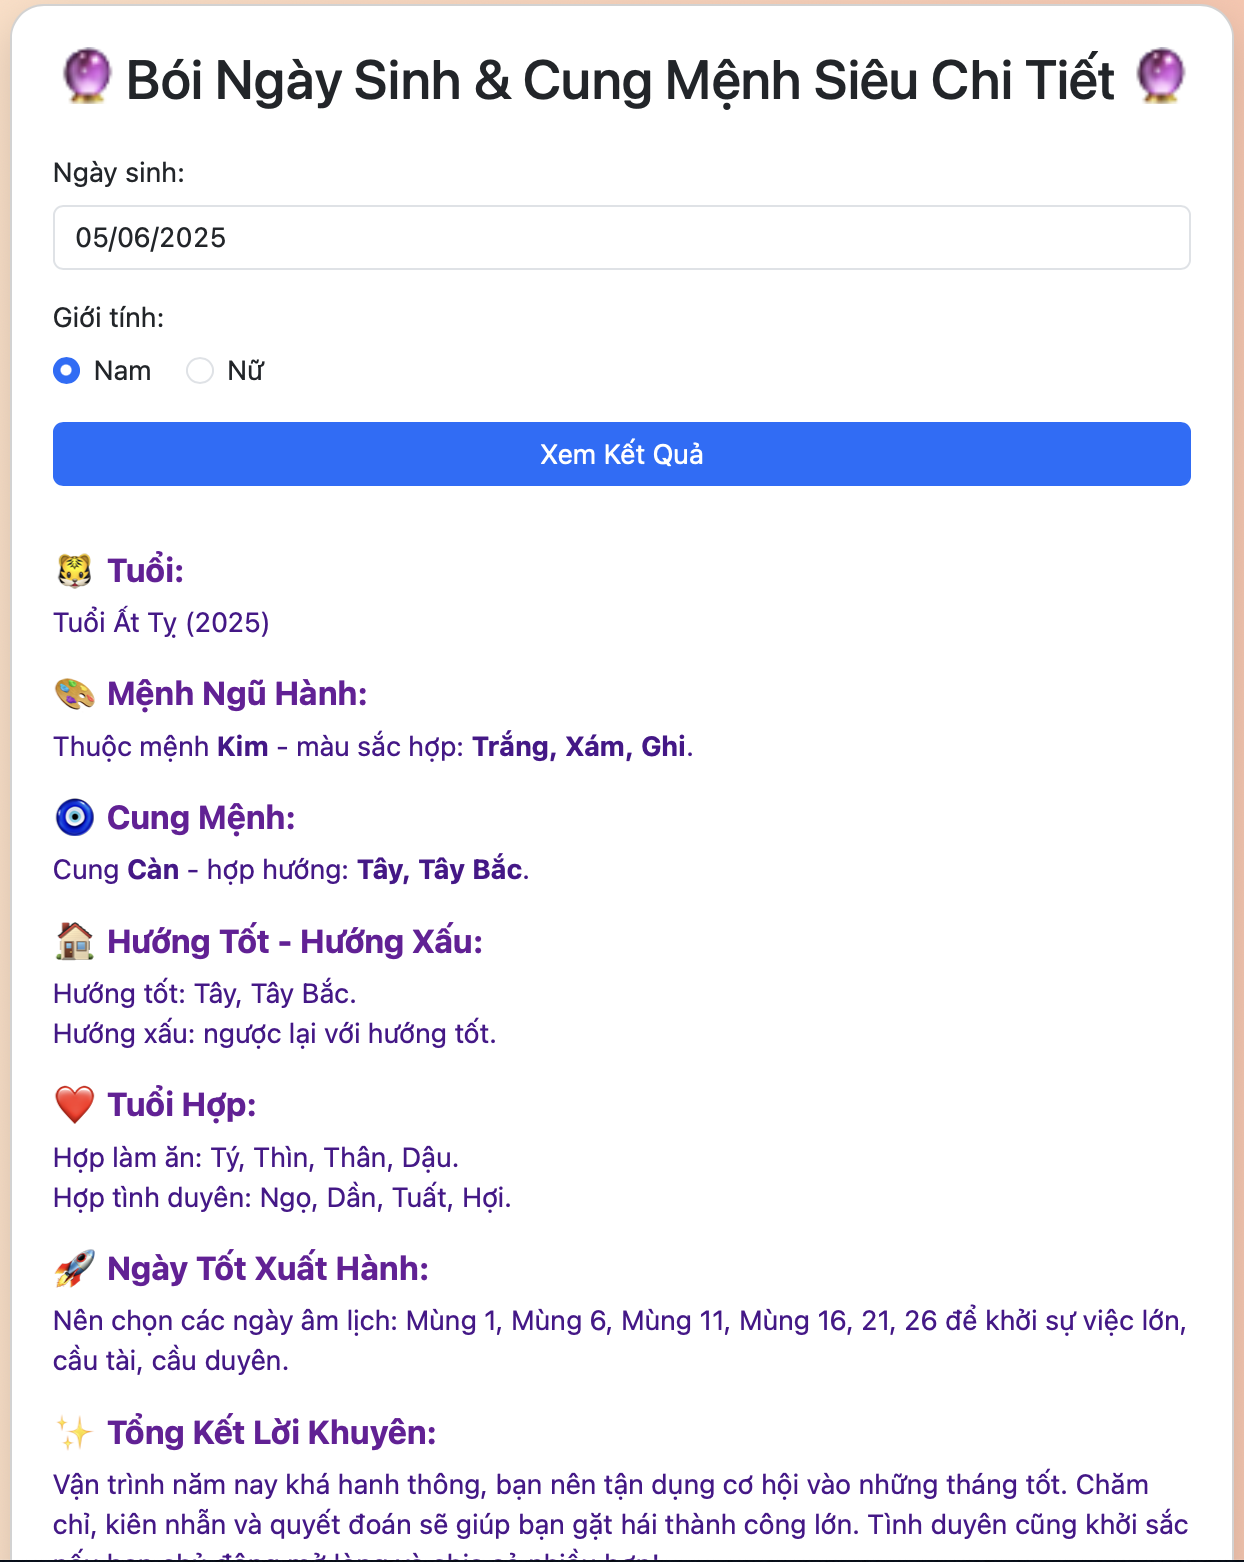 Bói Ngày Sinh & Cung Mệnh Siêu Chi Tiết
Ngày sinh:
05/06/2025
Giới tính:
Nam Nữ
Xem Kết Quả
Tuổi:
Tuổi Ất Tỵ (2025)
Mệnh Ngũ Hành:
Thuộc mệnh Kim - màu sắc hợp: Trắng, Xám, Ghi.
Cung Mệnh:
Cung Càn - hợp hướng: Tây, Tây Bắc.
Hướng Tốt - Hướng Xấu:
Hướng tốt: Tây, Tây Bắc.
Hướng xấu: ngược lại với hướng tốt.
Tuổi Hợp:
Hợp làm ăn: Tý, Thìn, Thân, Dậu.
Hợp tình duyên: Ngọ, Dần, Tuất, Hợi.
Ngày Tốt Xuất Hành:
Nên chọn các ngày âm lịch: Mùng 1, Mùng 6, Mùng 11, Mùng 16, 21, 26 để khởi sự việc lớn,
cầu tài, cầu duyên.
Tổng Kết Lời Khuyên:
Vận trình năm nay khá hanh thông, bạn nên tận dụng cơ hội vào những tháng tốt. Chăm
chỉ, kiên nhẫn và quyết đoán sẽ giúp bạn gặt hái thành công lớn. Tình duyên cũng khởi sắc